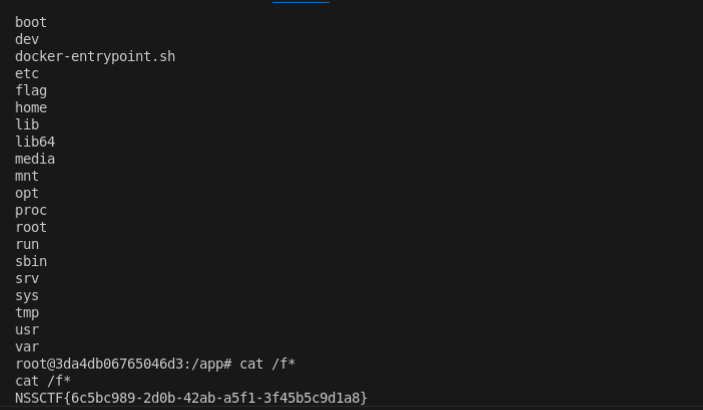 boot
dev
docker-entrypoint.sh
etc
flag
home
lib
lib64
media
mnt
opt
proc
root
run
sbin
srv
sys
tmp
usr
var
root@3da4db06765046d3:/app# cat /f*
cat /f*
NSSCTF{6c5bc989-2d0b-42ab-a5f1-3f45b5c9d1a8}